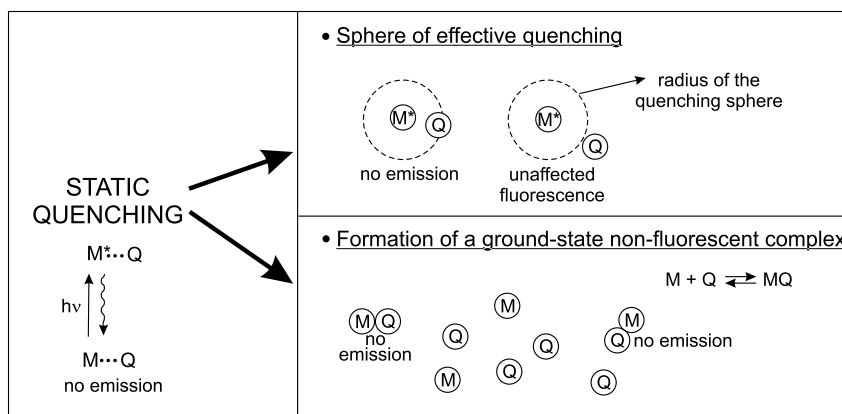 STATIC
QUENCHING
M*···Q
hν
M···Q
no emission
• Sphere of effective quenching
M*
Q
no emission
M*
Q
unaffected
fluorescence
radius of the
quenching sphere
• Formation of a ground-state non-fluorescent complex
M + Q ⇌ MQ
M Q
no
emission
M
Q
M
Q
Q
M
Q
no emission
Q